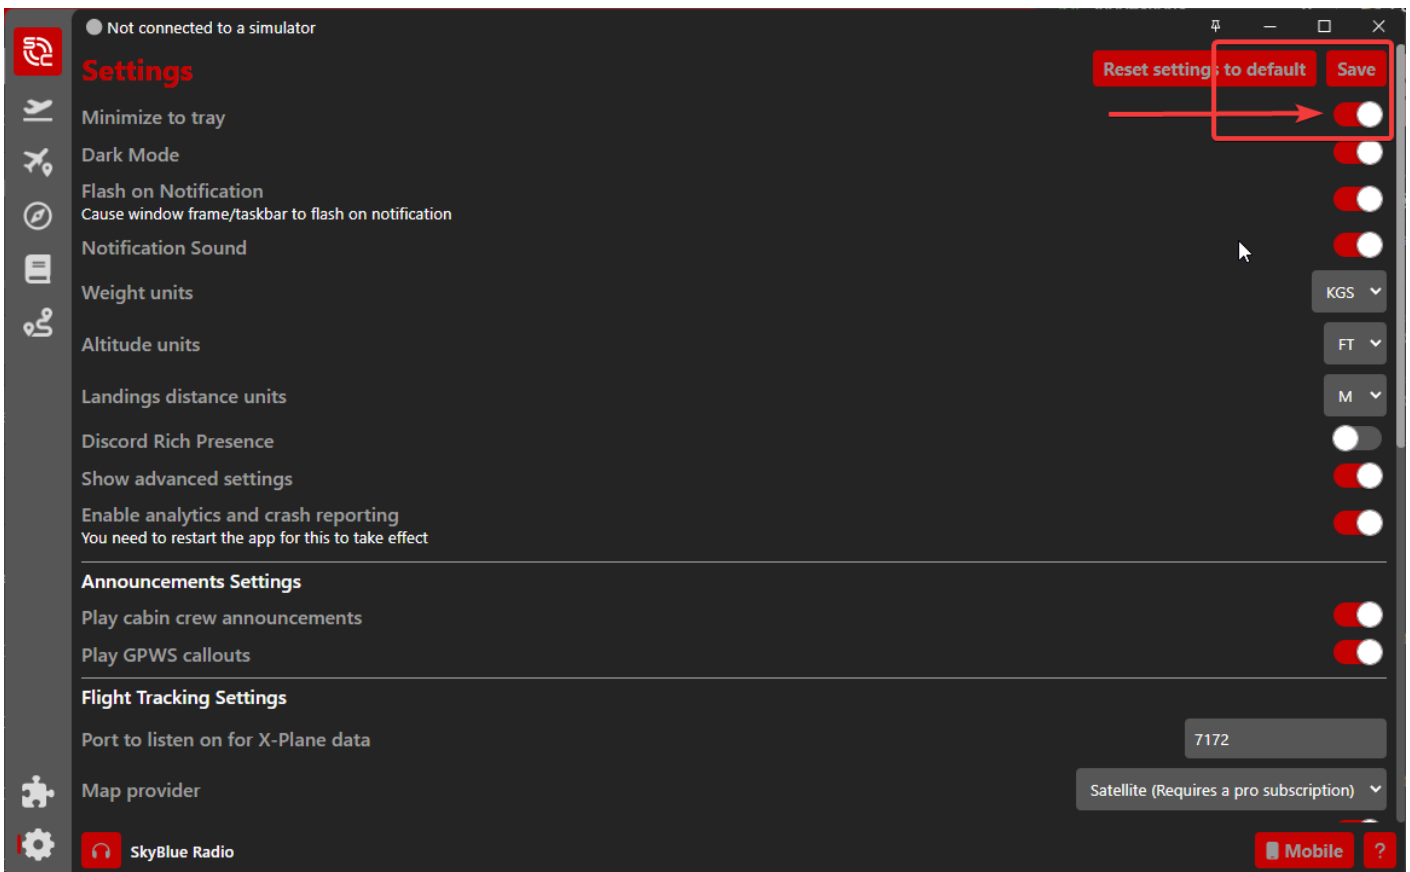 Not connected to a simulator
Settings
Reset settings to default
Save
Minimize to tray
Dark Mode
Flash on Notification
Cause window frame/taskbar to flash on notification
Notification Sound
Weight units
KGS
Altitude units
FT
Landings distance units
M
Discord Rich Presence
Show advanced settings
Enable analytics and crash reporting
You need to restart the app for this to take effect
Announcements Settings
Play cabin crew announcements
Play GPWS callouts
Flight Tracking Settings
Port to listen on for X-Plane data
7172
Map provider
Satellite (Requires a pro subscription)
SkyBlue Radio
Mobile
?